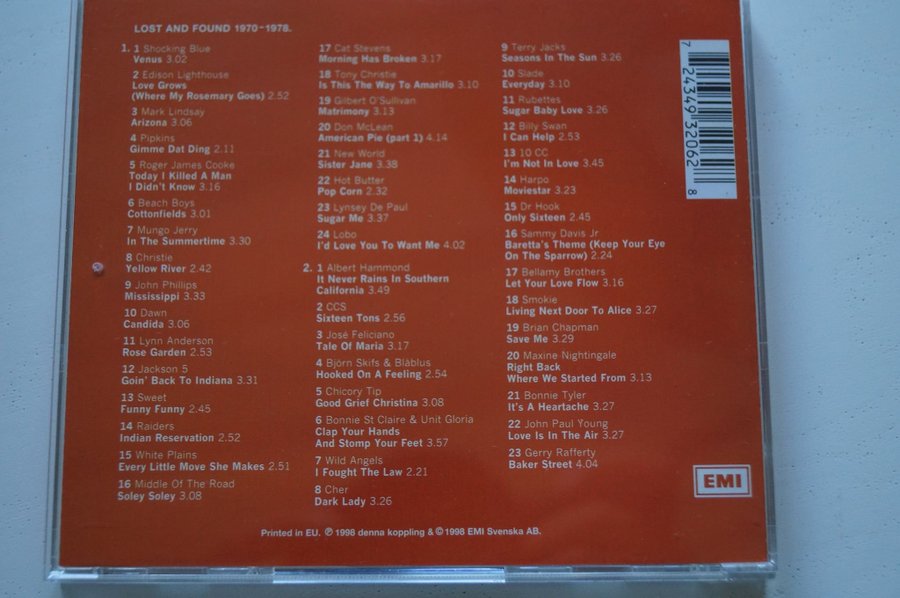 LOST AND FOUND 1970-1978.
1. 1 Shocking Blue
Venus 3.02
2 Edison Lighthouse
Love Grows
(Where My Rosemary Goes) 2.52
3 Mark Lindsay
Arizona 3.06
4 Pipkins
Gimme Dat Ding 2.11
5 Roger James Cooke
Today I Killed A Man
I Didn't Know 3.16
6 Beach Boys
Cottonfields 3.01
7 Mungo Jerry
In The Summertime 3.30
8 Christie
Yellow River 2.42
9 John Phillips
Mississippi 3.33
10 Dawn
Candida 3.06
11 Lynn Anderson
Rose Garden 2.53
12 Jackson 5
Goin' Back To Indiana 3.31
13 Sweet
Funny Funny 2.45
14 Raiders
Indian Reservation 2.52
15 White Plains
Every Little Move She Makes 2.51
16 Middle Of The Road
Soley Soley 3.08
17 Cat Stevens
Morning Has Broken 3.17
18 Tony Christie
Is This The Way To Amarillo 3.10
19 Gilbert O'Sullivan
Matrimony 3.13
20 Don McLean
American Pie (part 1) 4.14
21 New World
Sister Jane 3.38
22 Hot Butter
Pop Corn 2.32
23 Lynsey De Paul
Sugar Me 3.37
24 Lobo
I'd Love You To Want Me 4.02
2. 1 Albert Hammond
It Never Rains In Southern
California 3.49
2 CCS
Sixteen Tons 2.56
3 José Feliciano
Tale Of Maria 3.17
4 Björn Skifs & Blåblus
Hooked On A Feeling 2.54
5 Chicory Tip
Good Grief Christina 3.08
6 Bonnie St Claire & Unit Gloria
Clap Your Hands
And Stomp Your Feet 3.57
7 Wild Angels
I Fought The Law 2.21
8 Cher
Dark Lady 3.26
9 Terry Jacks
Seasons In The Sun 3.26
10 Slade
Everyday 3.10
11 Rubettes
Sugar Baby Love 3.26
12 Billy Swan
I Can Help 2.53
13 10 CC
I'm Not In Love 3.45
14 Harpo
Moviestar 3.23
15 Dr Hook
Only Sixteen 2.45
16 Sammy Davis Jr
Baretta's Theme (Keep Your Eye
On The Sparrow) 2.24
17 Bellamy Brothers
Let Your Love Flow 3.16
18 Smokie
Living Next Door To Alice 3.27
19 Brian Chapman
Save Me 3.29
20 Maxine Nightingale
Right Back
Where We Started From 3.13
21 Bonnie Tyler
It's A Heartache 3.27
22 John Paul Young
Love Is In The Air 3.27
23 Gerry Rafferty
Baker Street 4.04
7 24349 32062 8
EMI
Printed in EU. ℗ 1998 denna koppling & © 1998 EMI Svenska AB.